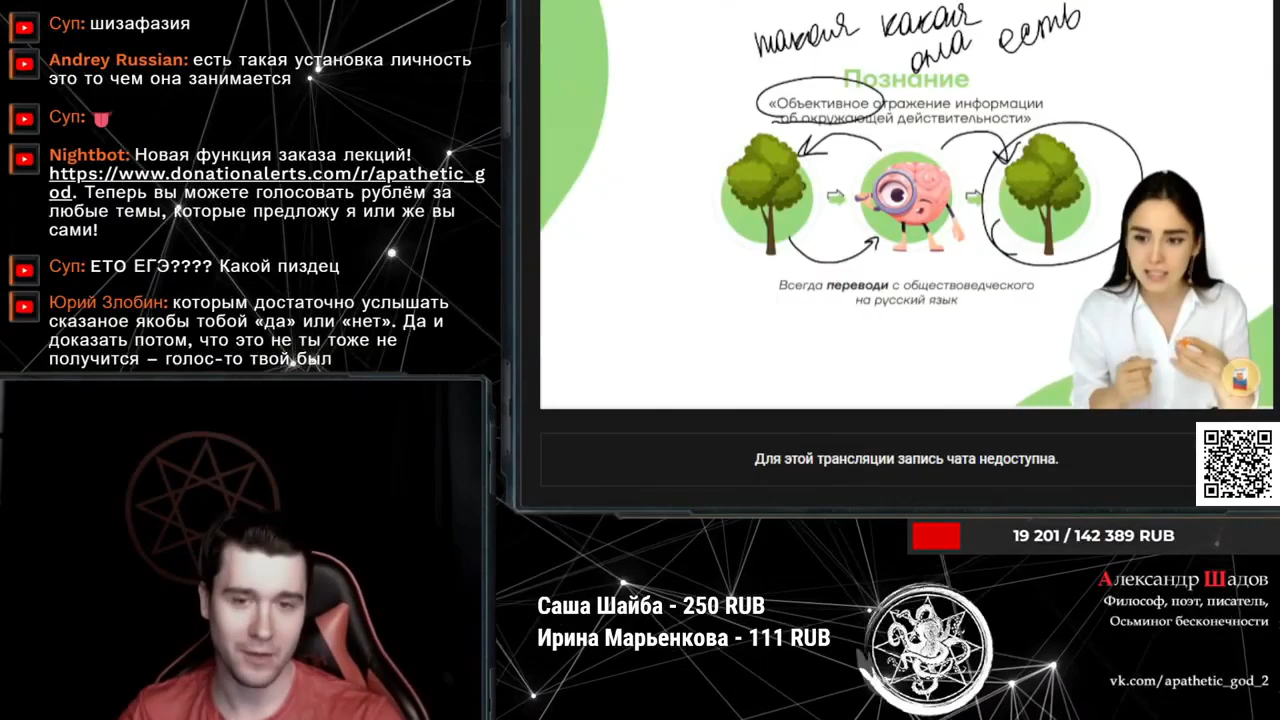 Суп: шизафазия
Andrey Russian: есть такая установка личность
это то чем она занимается
Суп:
Nightbot: Новая функция заказа лекций!
https://www.donationalerts.com/r/apathetic_g
od. Теперь вы можете голосовать рублём за
любые темы, которые предложу я или же вы
сами!
Суп: ЕТО ЕГЭ???? Какой пиздец
Юрий Злобин: которым достаточно услышать
сказаное якобы тобой «да» или «нет». Да и
доказать потом, что это не ты тоже не
получится – голос-то твой был
такая какая
она есть
Познание
«Объективное отражение информации
об окружающей действительности»
Всегда переводи с обществоведческого
на русский язык
Для этой трансляции запись чата недоступна.
19 201 / 142 389 RUB
Саша Шайба - 250 RUB
Ирина Марьенкова - 111 RUB
Александр Шадов
Философ, поэт, писатель,
Осьминог бесконечности
vk.com/apathetic_god_2